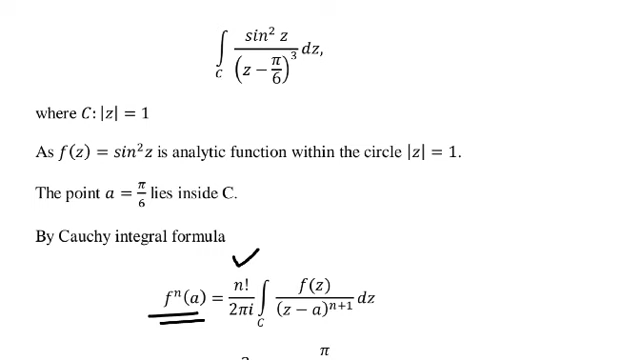 ∫_C sin² z / (z − π/6)³ dz,
where C: |z| = 1
As f(z) = sin²z is analytic function within the circle |z| = 1.
The point a = π/6 lies inside C.
By Cauchy integral formula
fⁿ(a) = n!/2πi ∫_C f(z)/(z − a)ⁿ⁺¹ dz